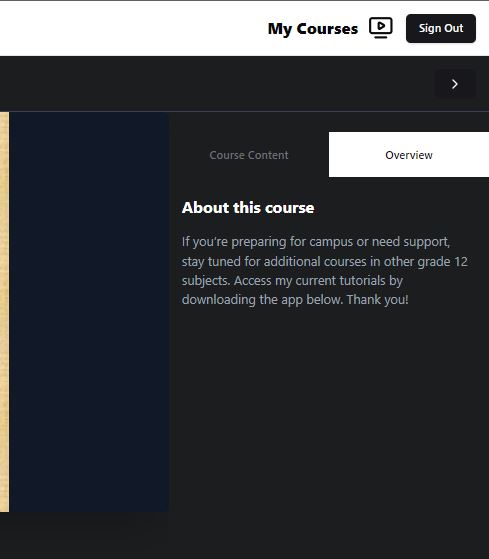 My Courses
Sign Out
Course Content
Overview
About this course
If you're preparing for campus or need support,
stay tuned for additional courses in other grade 12
subjects. Access my current tutorials by
downloading the app below. Thank you!